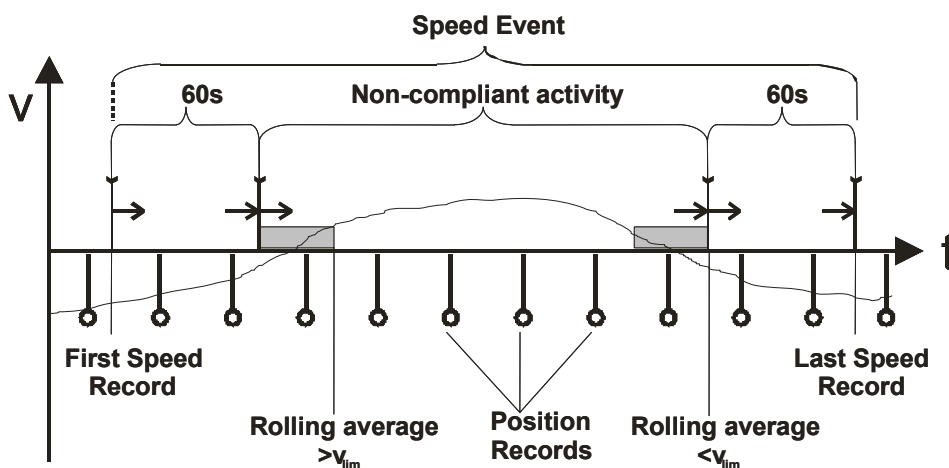 Speed Event
60s
Non-compliant activity
60s
V
t
First Speed
Record
Last Speed
Record
Rolling average
>vlim
Position
Records
Rolling average
<vlim